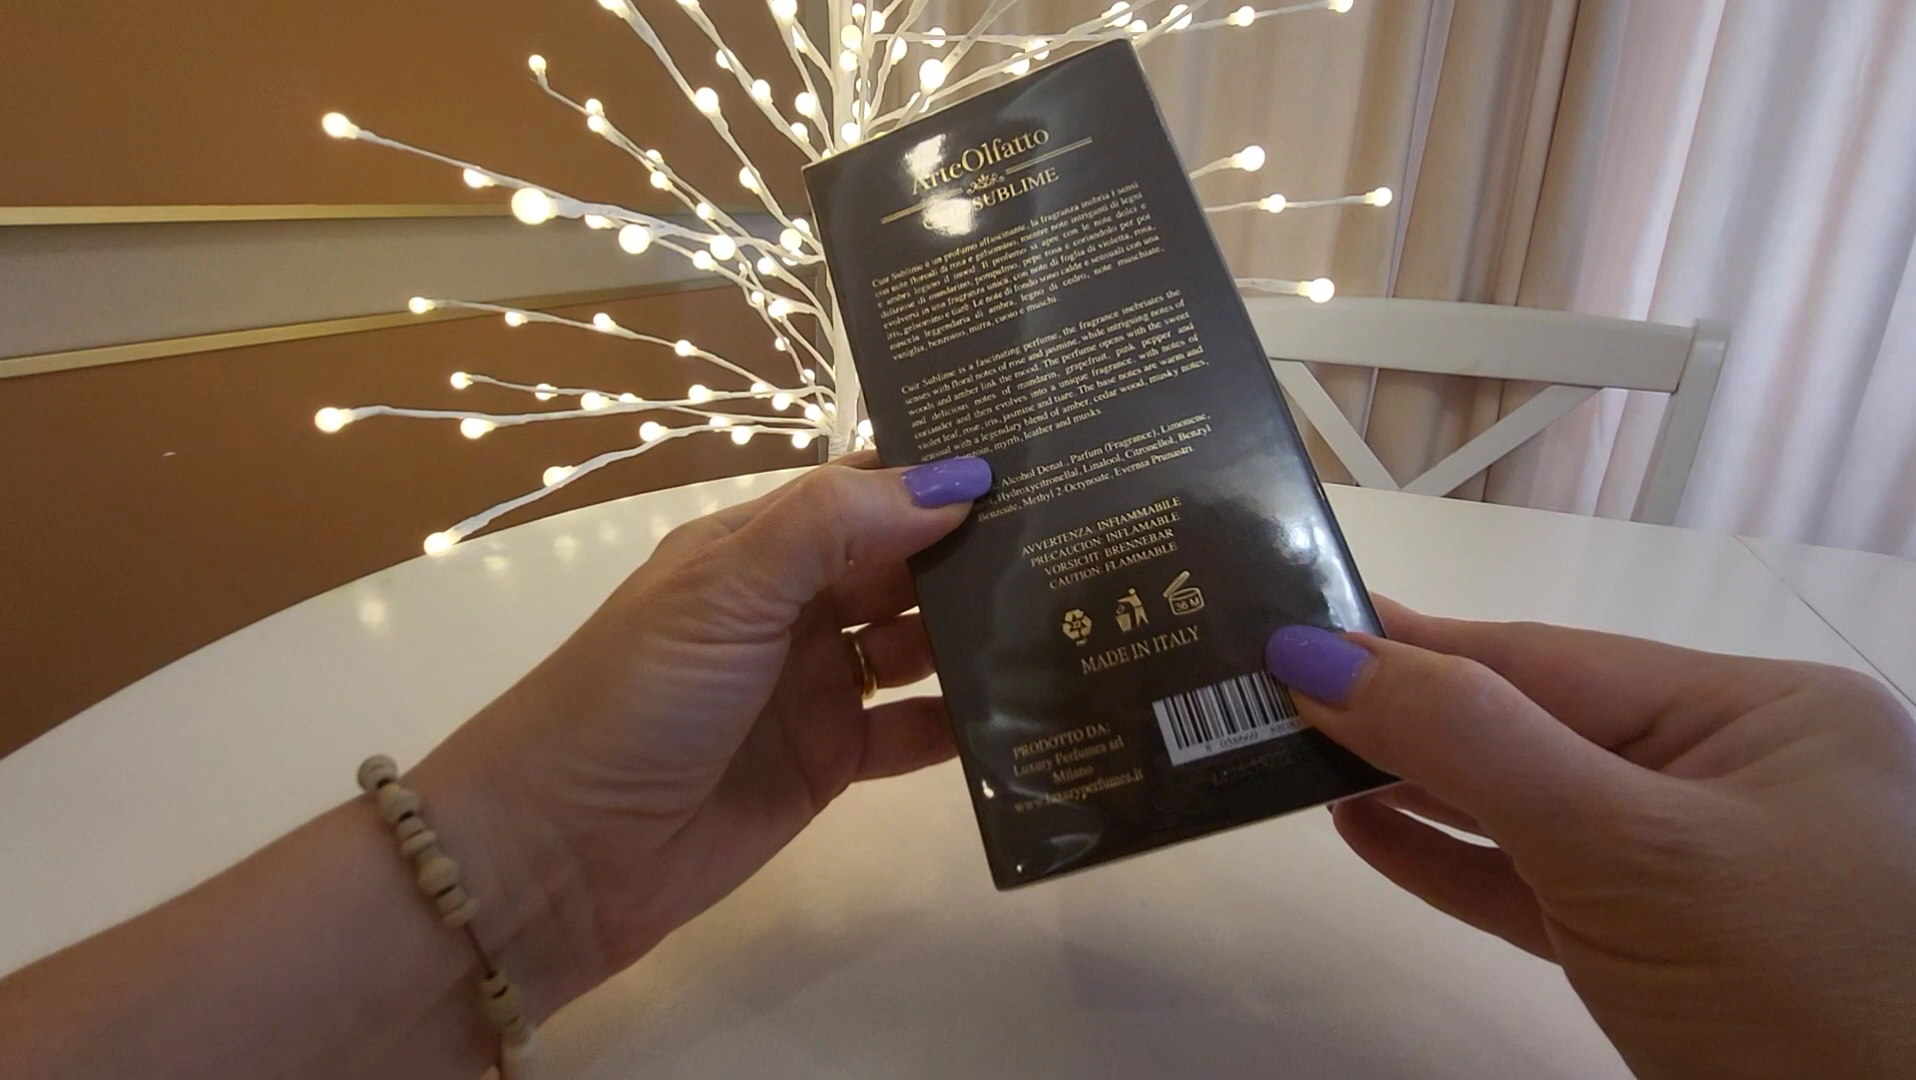 ArteOlfatto
SUBLIME
Cuir Sublime è un profumo affascinante, la fragranza inebria i sensi
con note floreali di rosa e gelsomino, mentre note intriganti di legni
e ambra legano il mood. Il profumo si apre con le note dolci e
deliziose di mandarino, pompelmo, pepe rosa e coriandolo per poi
evolversi in una fragranza unica, con note di foglia di violetta, rosa,
iris, gelsomino e tiarè. Le note di fondo sono calde e sensuali con una
miscela leggendaria di ambra, legno di cedro, note muschiate,
vaniglia, benzoino, mirra, cuoio e muschi.
Cuir Sublime is a fascinating perfume, the fragrance inebriates the
senses with floral notes of rose and jasmine, while intriguing notes of
woods and amber link the mood. The perfume opens with the sweet
and delicious notes of mandarin, grapefruit, pink pepper and
coriander and then evolves into a unique fragrance, with notes of
violet leaf, rose, iris, jasmine and tiare. The base notes are warm and
sensual with a legendary blend of amber, cedar wood, musky notes,
myrrh, leather and musks.
Alcohol Denat., Parfum (Fragrance), Limonene,
Hydroxycitronellal, Linalool, Citronellol, Benzyl
Benzoate, Methyl 2-Octynoate, Evernia Prunastri.
AVVERTENZA: INFIAMMABILE
PRECAUCION: INFLAMABLE
VORSICHT: BRENNEBAR
CAUTION: FLAMMABLE
36 M
MADE IN ITALY
PRODOTTO DA:
Luxury Perfumes srl
Milano
www.luxuryperfumes.it
8 058669